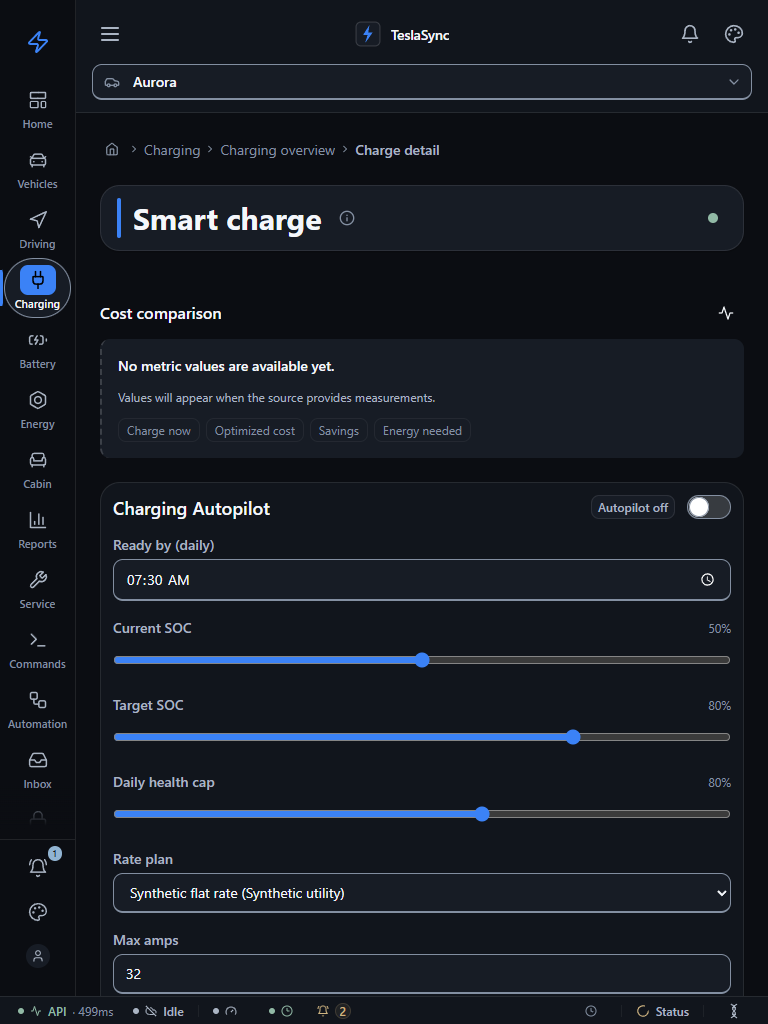 TeslaSync
Aurora
Home
Vehicles
Driving
Charging
Battery
Energy
Cabin
Reports
Service
Commands
Automation
Inbox
1
Charging
Charging overview
Charge detail
Smart charge
Cost comparison
No metric values are available yet.
Values will appear when the source provides measurements.
Charge now
Optimized cost
Savings
Energy needed
Charging Autopilot
Autopilot off
Ready by (daily)
07:30 AM
Current SOC
50%
Target SOC
80%
Daily health cap
80%
Rate plan
Synthetic flat rate (Synthetic utility)
Max amps
32
API · 499ms
Idle
2
Status